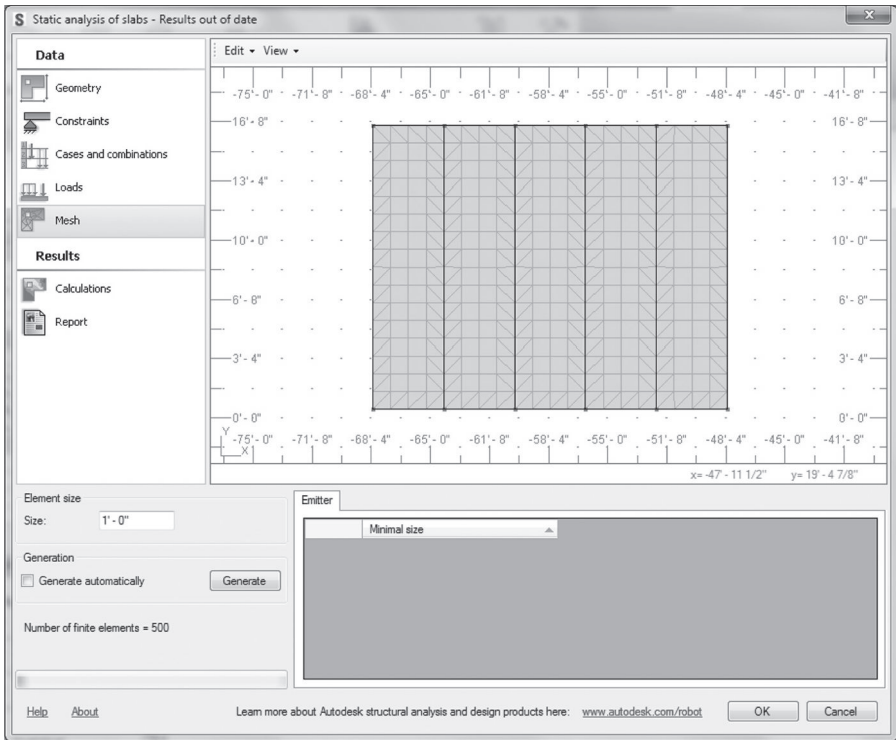 S Static analysis of slabs - Results out of date
x
Data
Geometry
Constraints
Cases and combinations
Loads
Mesh
Results
Calculations
Report
Edit View
-75'- 0" -71'- 8" -68'- 4" -65'- 0" -61'- 8" -58'- 4" -55'- 0" -51'- 8" -48'- 4" -45'- 0" -41'- 8"
16'- 8" 16'- 8"
13'- 4" 13'- 4"
10'- 0" 10'- 0"
6'- 8" 6'- 8"
3'- 4" 3'- 4"
0'- 0" 0'- 0"
Y
X
-75'- 0" -71'- 8" -68'- 4" -65'- 0" -61'- 8" -58'- 4" -55'- 0" -51'- 8" -48'- 4" -45'- 0" -41'- 8"
x= -47' - 11 1/2" y= 19' - 4 7/8"
Element size
Size: 1' - 0"
Generation
Generate automatically Generate
Number of finite elements = 500
Emitter
Minimal size
Help About Learn more about Autodesk structural analysis and design products here: www.autodesk.com/robot OK Cancel